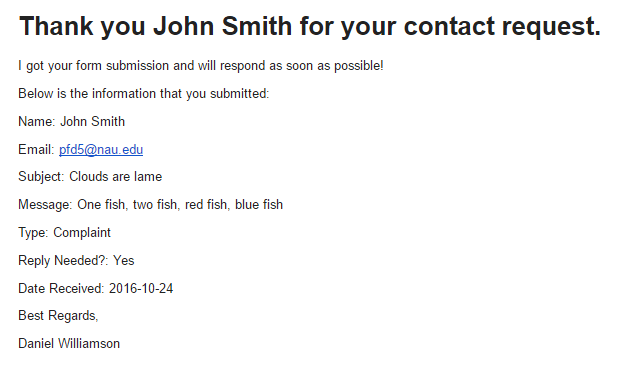 Thank you John Smith for your contact request.
I got your form submission and will respond as soon as possible!
Below is the information that you submitted:
Name: John Smith
Email: pfd5@nau.edu
Subject: Clouds are lame
Message: One fish, two fish, red fish, blue fish
Type: Complaint
Reply Needed?: Yes
Date Received: 2016-10-24
Best Regards,
Daniel Williamson